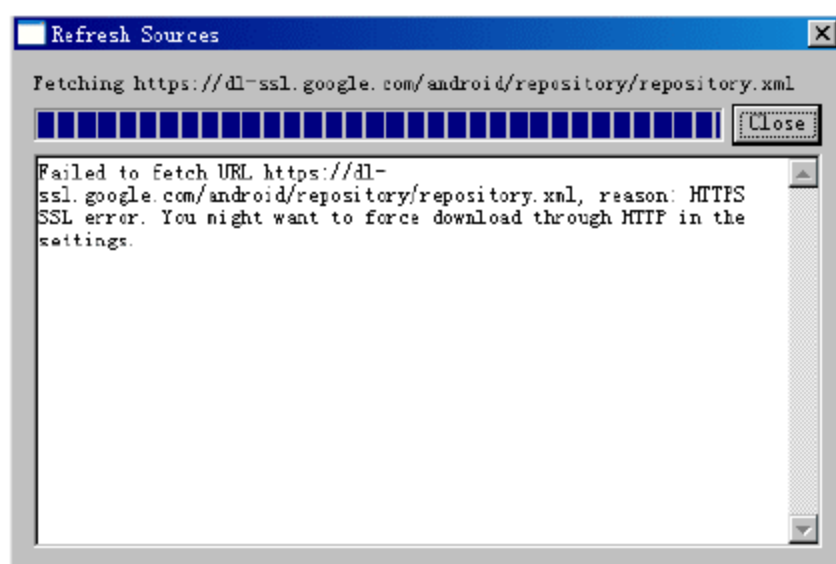 Refresh Sources
Fetching https://dl-ssl.google.com/android/repository/repository.xml
Close
Failed to fetch URL https://dl-
ssl.google.com/android/repository/repository.xml, reason: HTTPS
SSL error. You might want to force download through HTTP in the
settings.